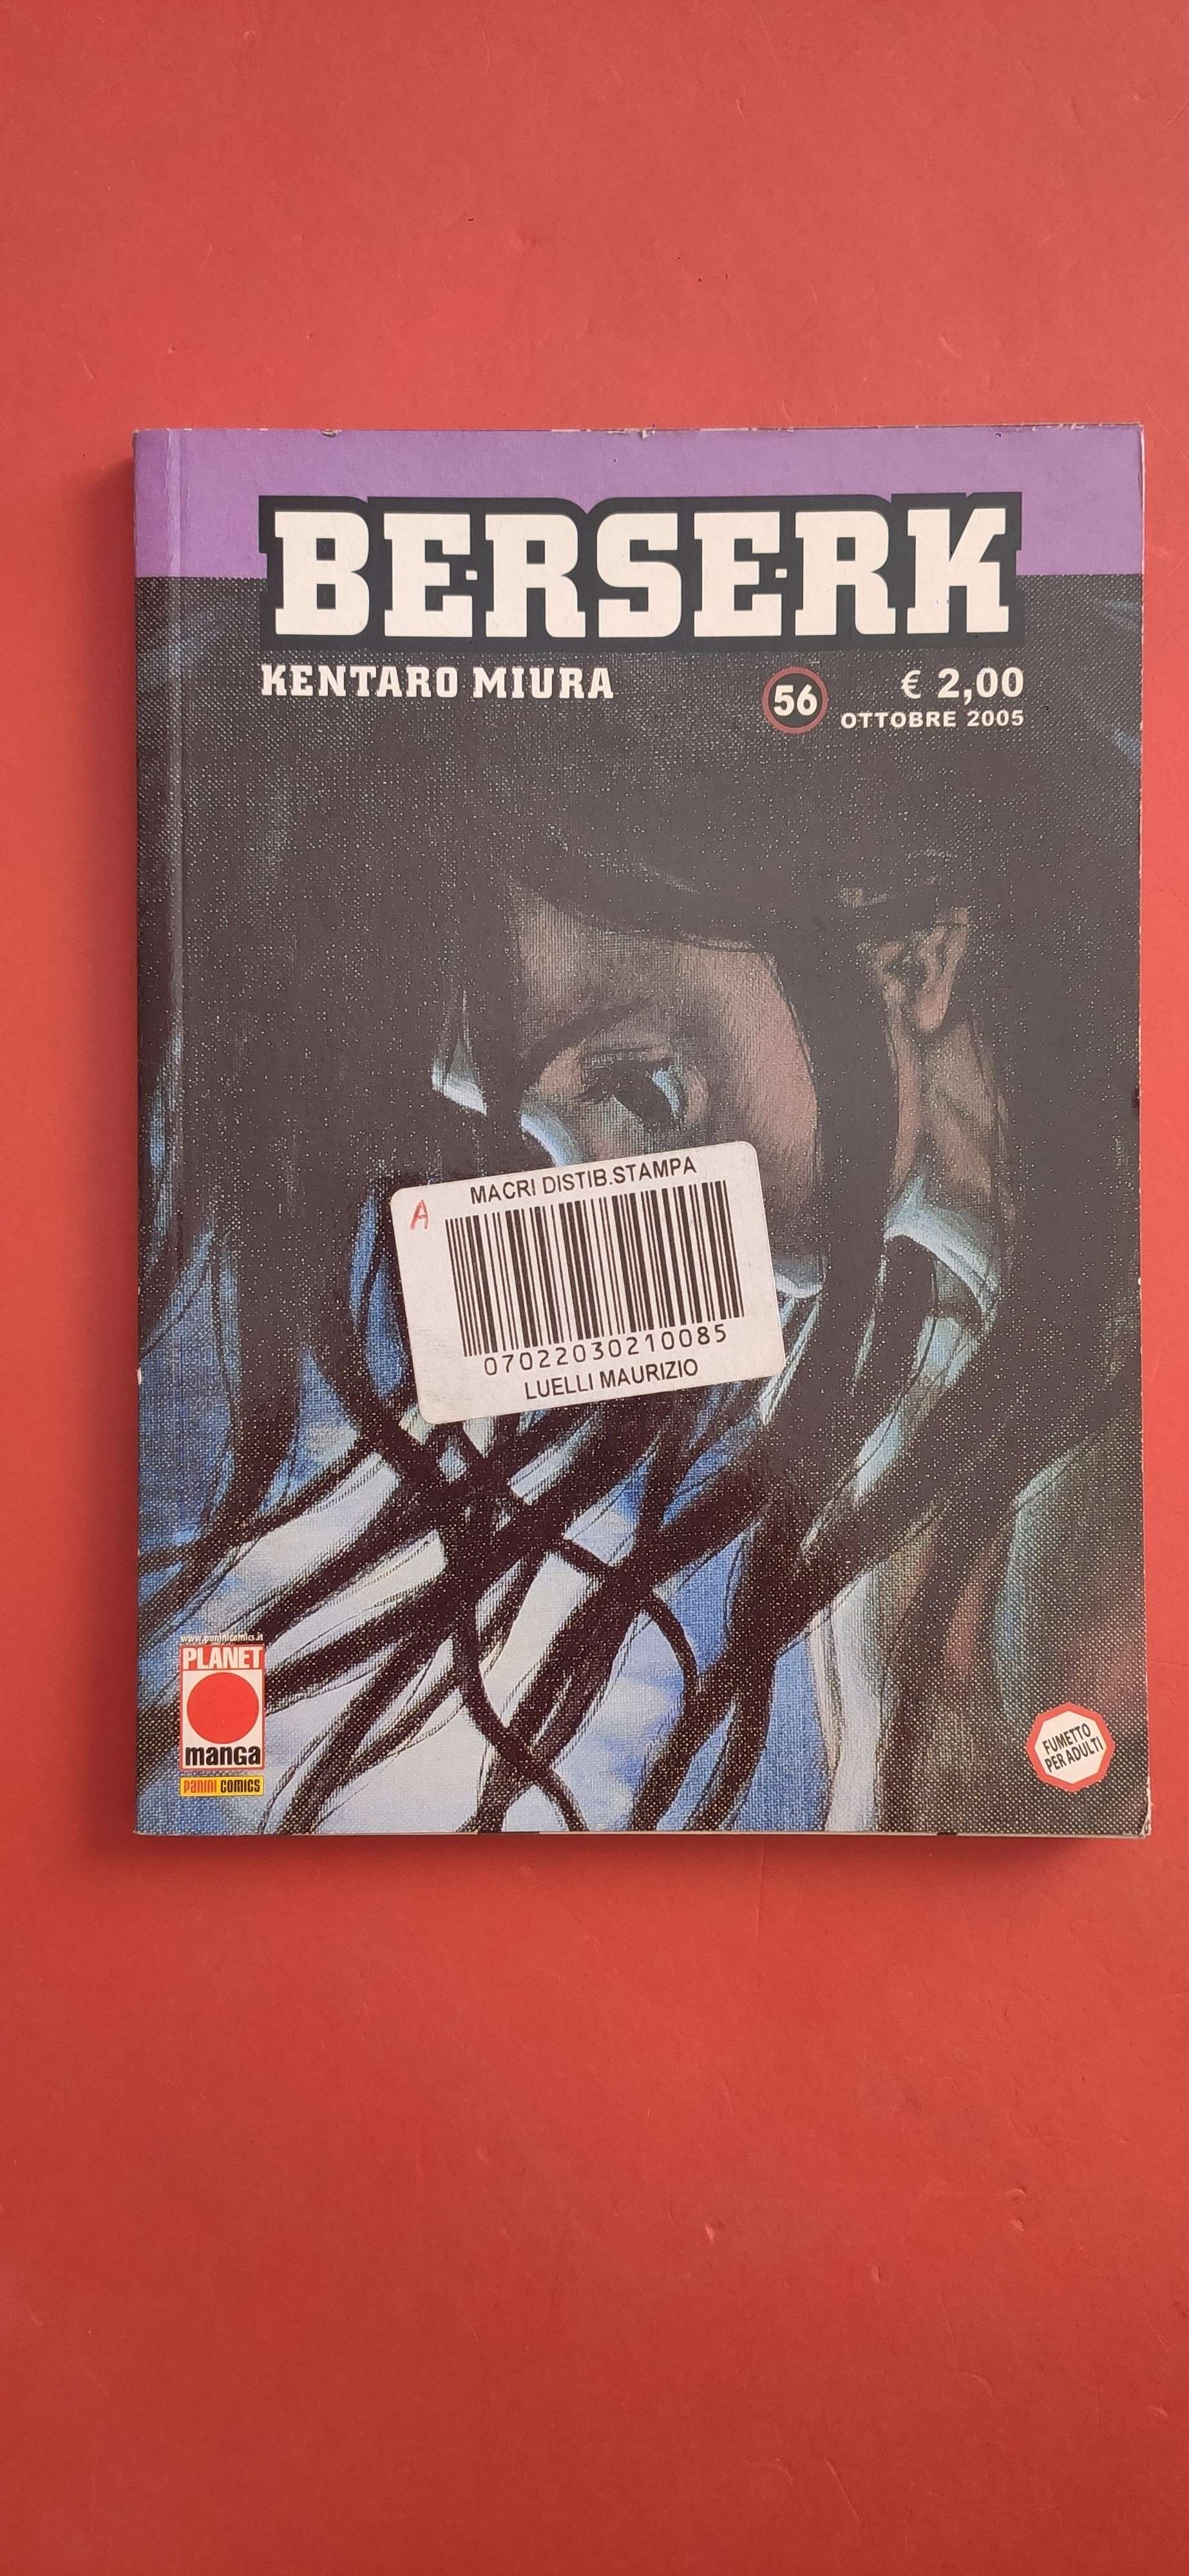 BERSERK
KENTARO MIURA
56
€ 2,00
OTTOBRE 2005
A
MACRI DISTIB.STAMPA
07022030210085
LUELLI MAURIZIO
www.paninicomics.it
PLANET
manga
PANINI COMICS
FUMETTO
PER ADULTI